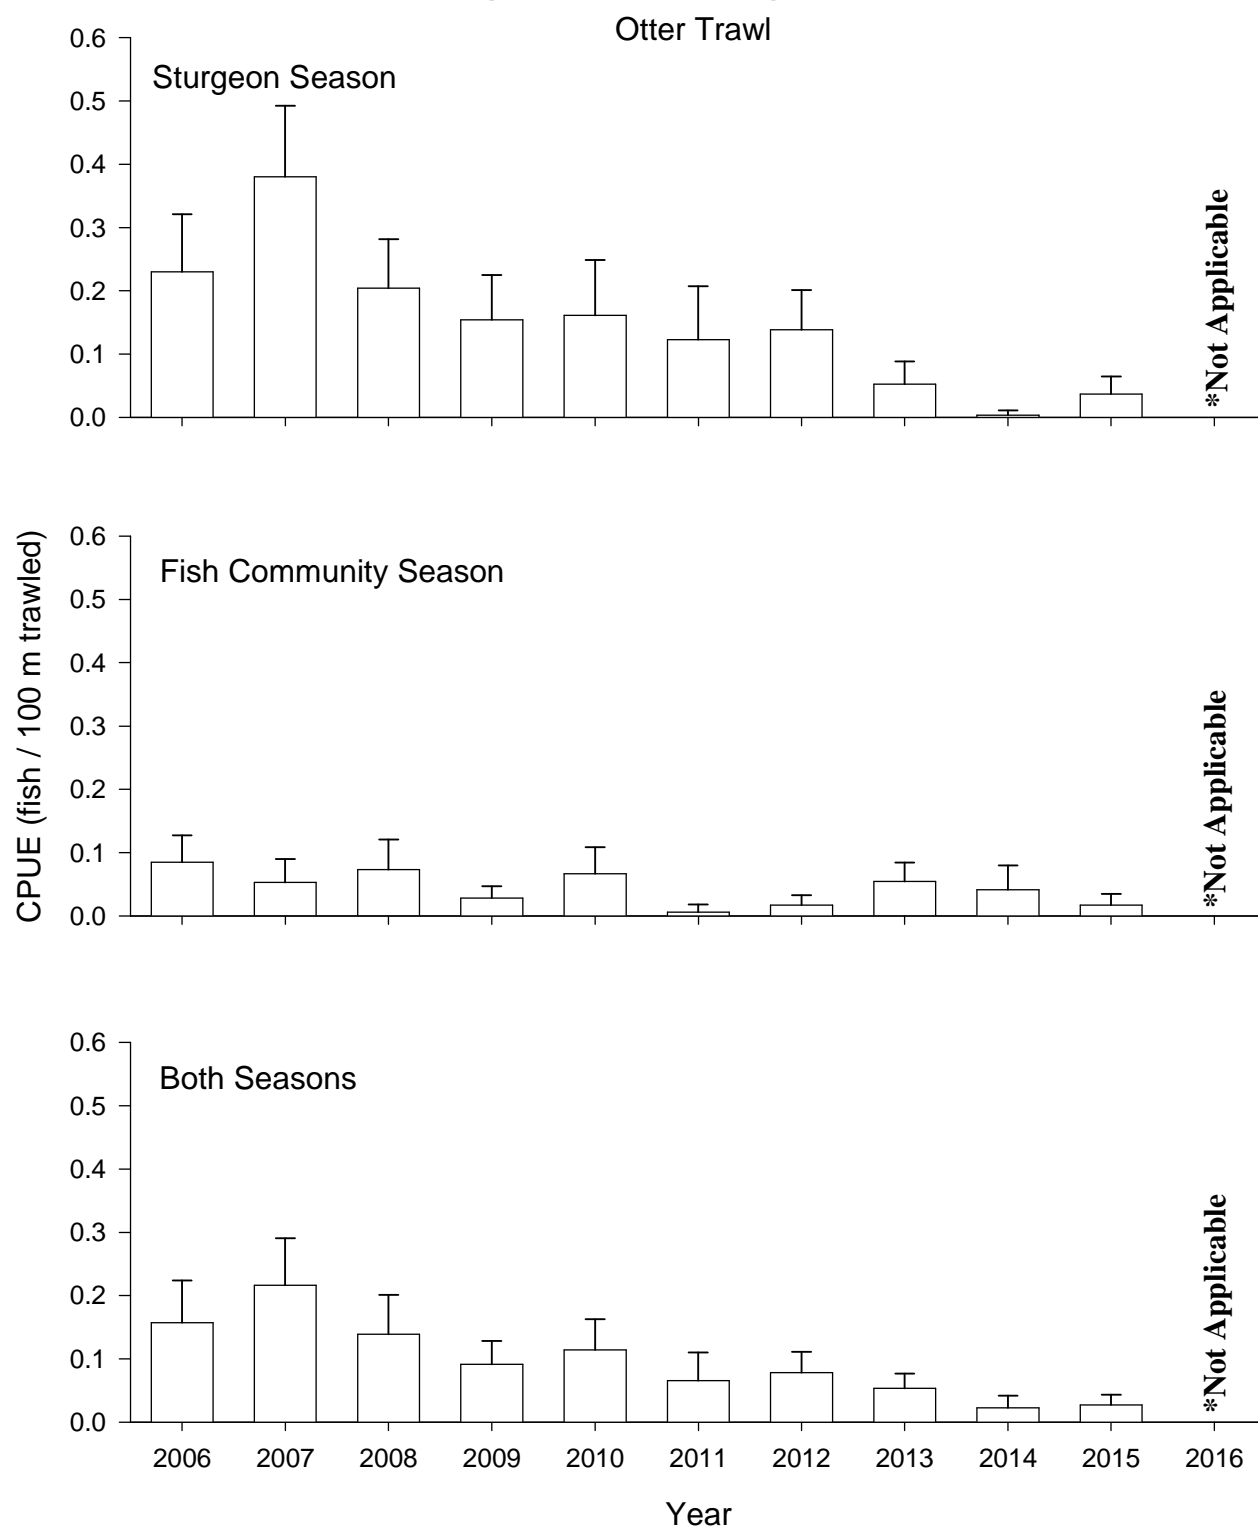 Otter Trawl
0.6
Sturgeon Season
0.5
0.4
0.3
0.2
0.1
0.0
*Not Applicable
CPUE (fish / 100 m trawled)
0.6
Fish Community Season
0.5
0.4
0.3
0.2
0.1
0.0
*Not Applicable
0.6
Both Seasons
0.5
0.4
0.3
0.2
0.1
0.0
*Not Applicable
2006 2007 2008 2009 2010 2011 2012 2013 2014 2015 2016
Year